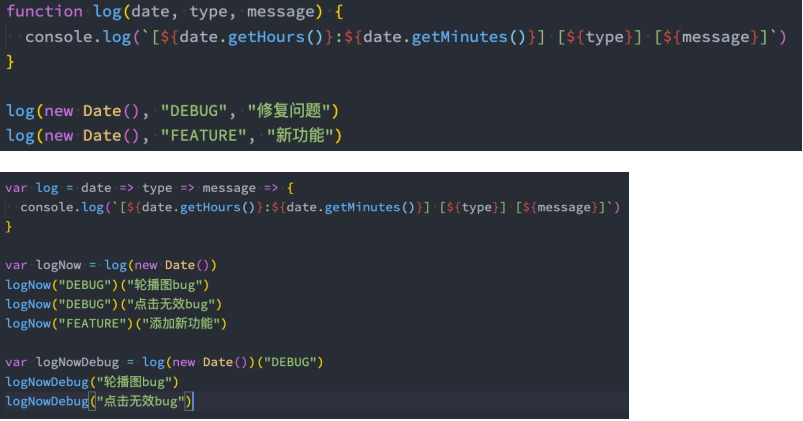 function log(date, type, message) {
  console.log(`[${date.getHours()}:${date.getMinutes()}] [${type}] [${message}]`)
}
log(new Date(), "DEBUG", "修复问题")
log(new Date(), "FEATURE", "新功能")
var log = date => type => message => {
  console.log(`[${date.getHours()}:${date.getMinutes()}] [${type}] [${message}]`)
}
var logNow = log(new Date())
logNow("DEBUG")("轮播图bug")
logNow("DEBUG")("点击无效bug")
logNow("FEATURE")("添加新功能")
var logNowDebug = log(new Date())("DEBUG")
logNowDebug("轮播图bug")
logNowDebug("点击无效bug")